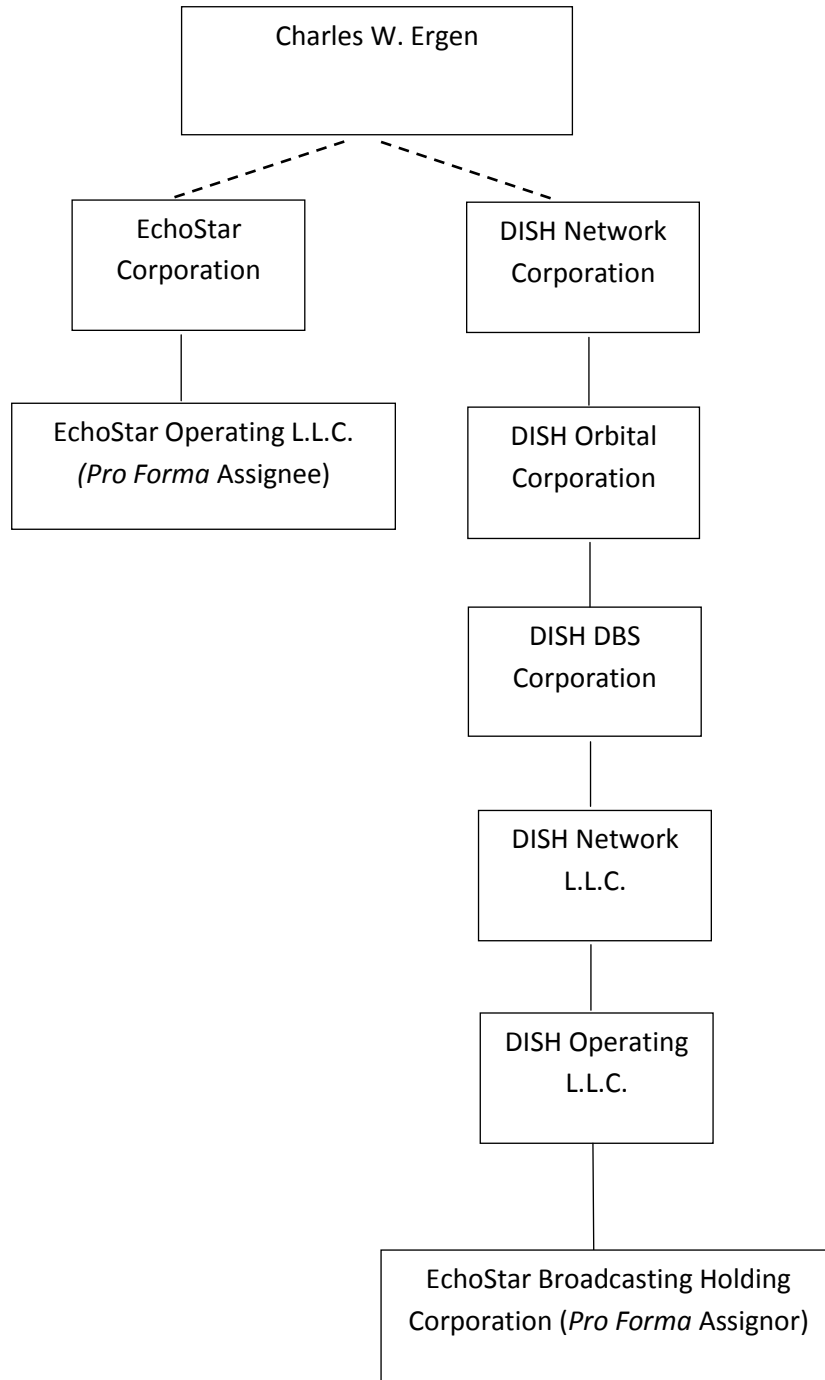 Charles W. Ergen
EchoStar
Corporation
DISH Network
Corporation
EchoStar Operating L.L.C.
(Pro Forma Assignee)
DISH Orbital
Corporation
DISH DBS
Corporation
DISH Network
L.L.C.
DISH Operating
L.L.C.
EchoStar Broadcasting Holding
Corporation (Pro Forma Assignor)